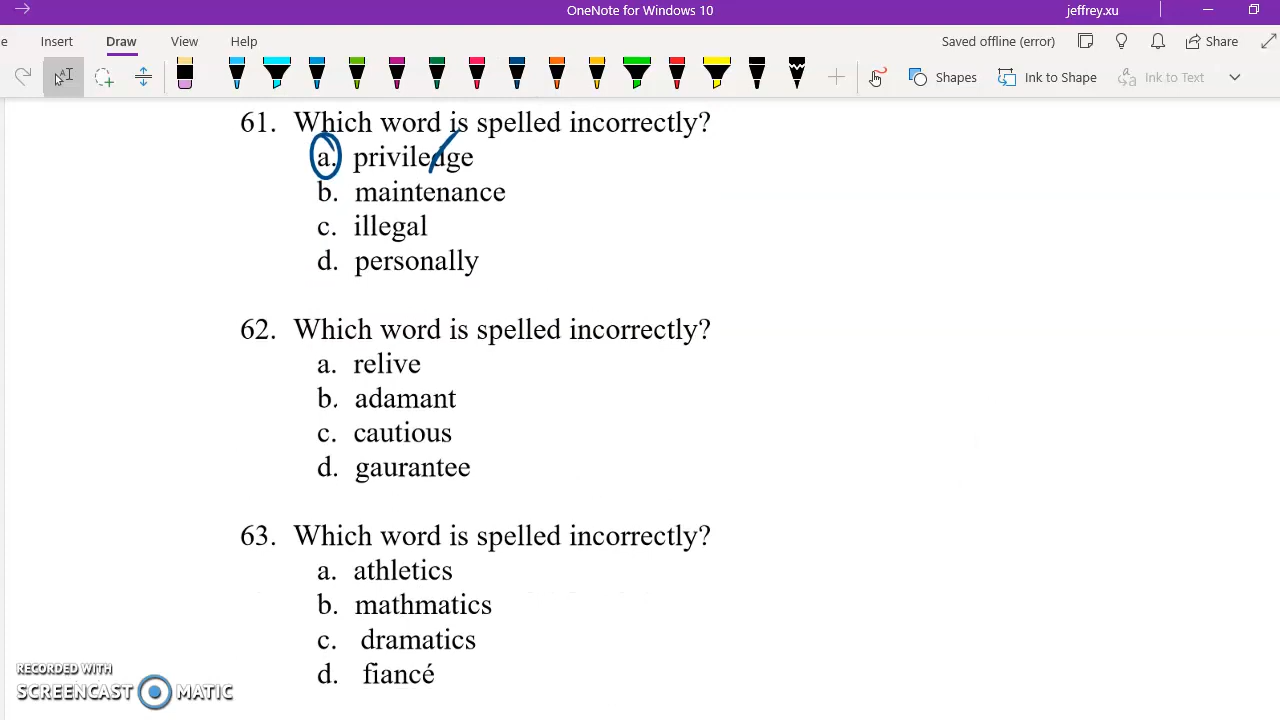 OneNote for Windows 10
jeffrey.xu
e Insert Draw View Help
Saved offline (error)
Share
Shapes
Ink to Shape
Ink to Text
61. Which word is spelled incorrectly?
a. priviledge
b. maintenance
c. illegal
d. personally
62. Which word is spelled incorrectly?
a. relive
b. adamant
c. cautious
d. gaurantee
63. Which word is spelled incorrectly?
a. athletics
b. mathmatics
c. dramatics
d. fiancé
RECORDED WITH
SCREENCAST MATIC